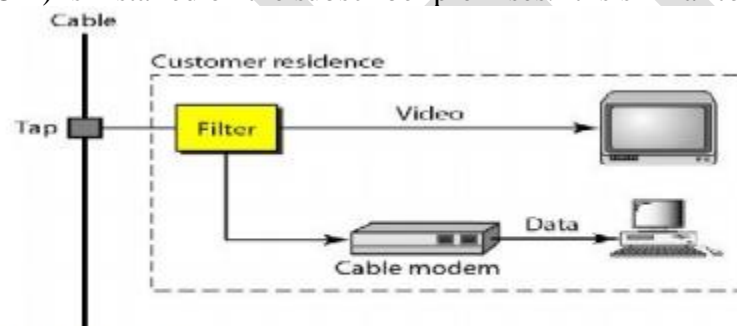 Cable
Customer residence
Tap
Filter
Video
Data
Cable modem